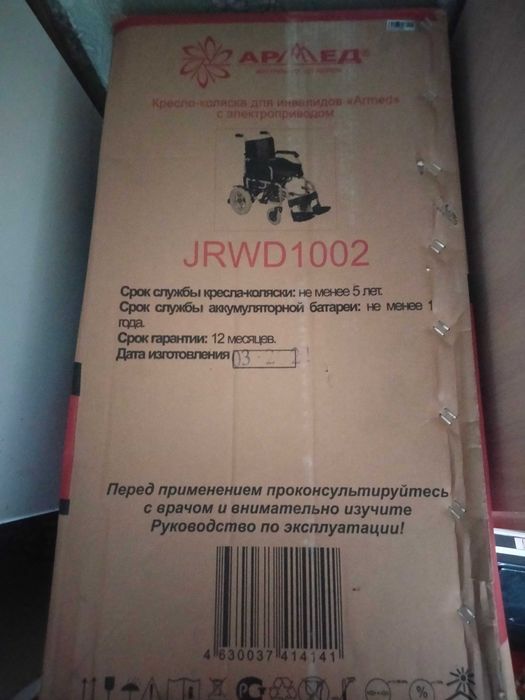 АРМЕД®
Кресло-коляска для инвалидов «Armed»
с электроприводом
JRWD1002
Срок службы кресла-коляски: не менее 5 лет.
Срок службы аккумуляторной батареи: не менее 1
года.
Срок гарантии: 12 месяцев.
Дата изготовления
Перед применением проконсультируйтесь
с врачом и внимательно изучите
Руководство по эксплуатации!
4 630037 414141